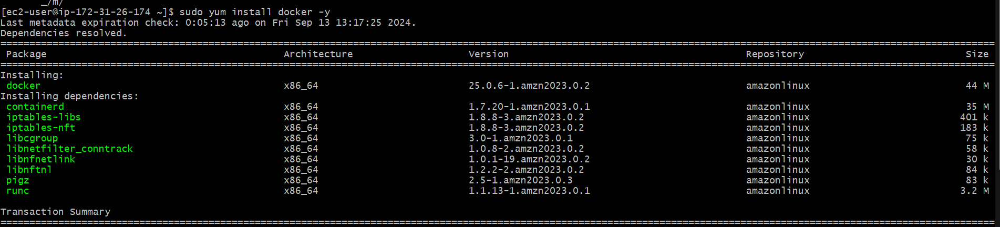 _/m/
[ec2-user@ip-172-31-26-174 ~]$ sudo yum install docker -y
Last metadata expiration check: 0:05:13 ago on Fri Sep 13 13:17:25 2024.
Dependencies resolved.
================================================================================
Package Architecture Version Repository Size
================================================================================
Installing:
docker x86_64 25.0.6-1.amzn2023.0.2 amazonlinux 44 M
Installing dependencies:
containerd x86_64 1.7.20-1.amzn2023.0.1 amazonlinux 35 M
iptables-libs x86_64 1.8.8-3.amzn2023.0.2 amazonlinux 401 k
iptables-nft x86_64 1.8.8-3.amzn2023.0.2 amazonlinux 183 k
libcgroup x86_64 3.0-1.amzn2023.0.1 amazonlinux 75 k
libnetfilter_conntrack x86_64 1.0.8-2.amzn2023.0.2 amazonlinux 58 k
libnfnetlink x86_64 1.0.1-19.amzn2023.0.2 amazonlinux 30 k
libnftnl x86_64 1.2.2-2.amzn2023.0.2 amazonlinux 84 k
pigz x86_64 2.5-1.amzn2023.0.3 amazonlinux 83 k
runc x86_64 1.1.13-1.amzn2023.0.1 amazonlinux 3.2 M
Transaction Summary
================================================================================